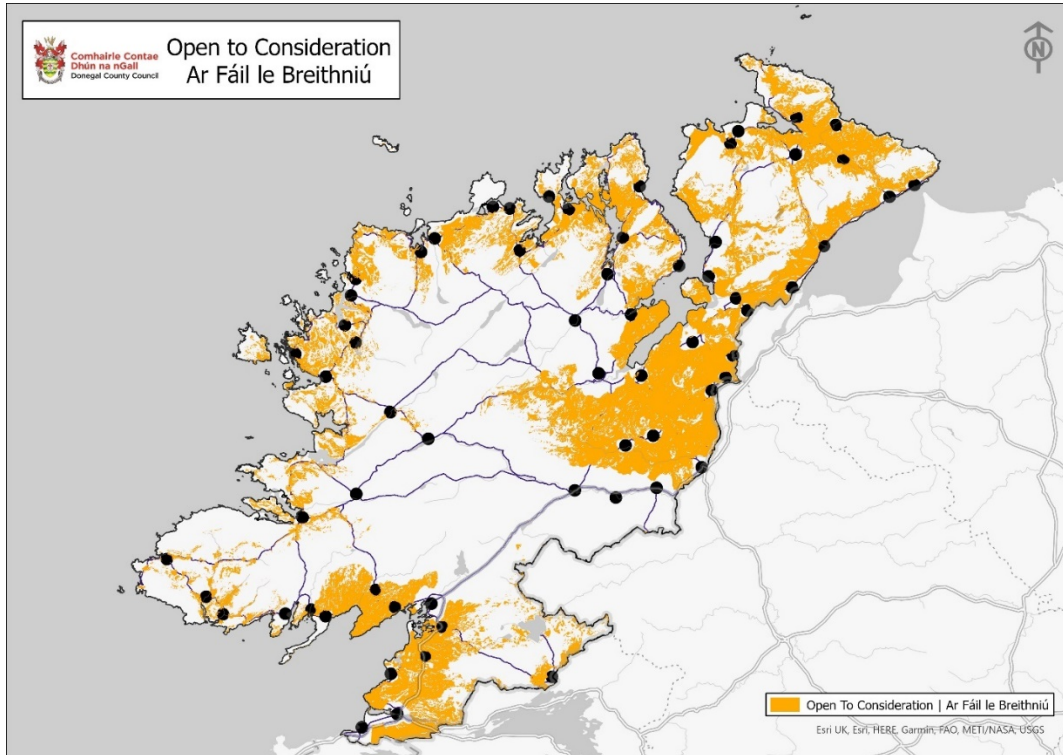 Comhairle Contae
Dhún na nGall
Donegal County Council
Open to Consideration
Ar Fáil le Breithniú
N
Open To Consideration | Ar Fáil le Breithniú
Esri UK, Esri, HERE, Garmin, FAO, METI/NASA, USGS